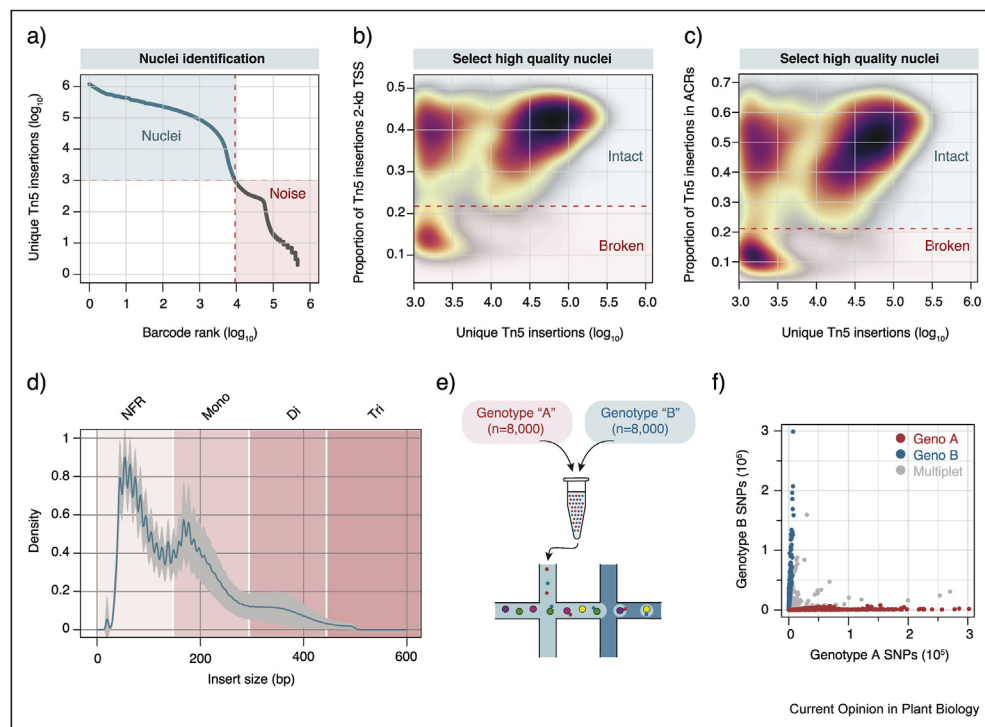 a)
Nuclei identification
Unique Tn5 insertions (log10)
6
5
4
3
2
1
0
Nuclei
Noise
0 1 2 3 4 5 6
Barcode rank (log10)
b)
Select high quality nuclei
Proportion of Tn5 insertions 2-kb TSS
0.5
0.4
0.3
0.2
0.1
Intact
Broken
3.0 3.5 4.0 4.5 5.0 5.5 6.0
Unique Tn5 insertions (log10)
c)
Select high quality nuclei
Proportion of Tn5 insertions in ACRs
0.7
0.6
0.5
0.4
0.3
0.2
0.1
Intact
Broken
3.0 3.5 4.0 4.5 5.0 5.5 6.0
Unique Tn5 insertions (log10)
d)
NFR Mono Di Tri
Density
1
0.8
0.6
0.4
0.2
0
0 200 400 600
Insert size (bp)
e)
Genotype “A”
(n=8,000)
Genotype “B”
(n=8,000)
f)
Genotype B SNPs (10⁵)
3
2
1
0
Geno A
Geno B
Multiplet
0 1 2 3
Genotype A SNPs (10⁵)
Current Opinion in Plant Biology